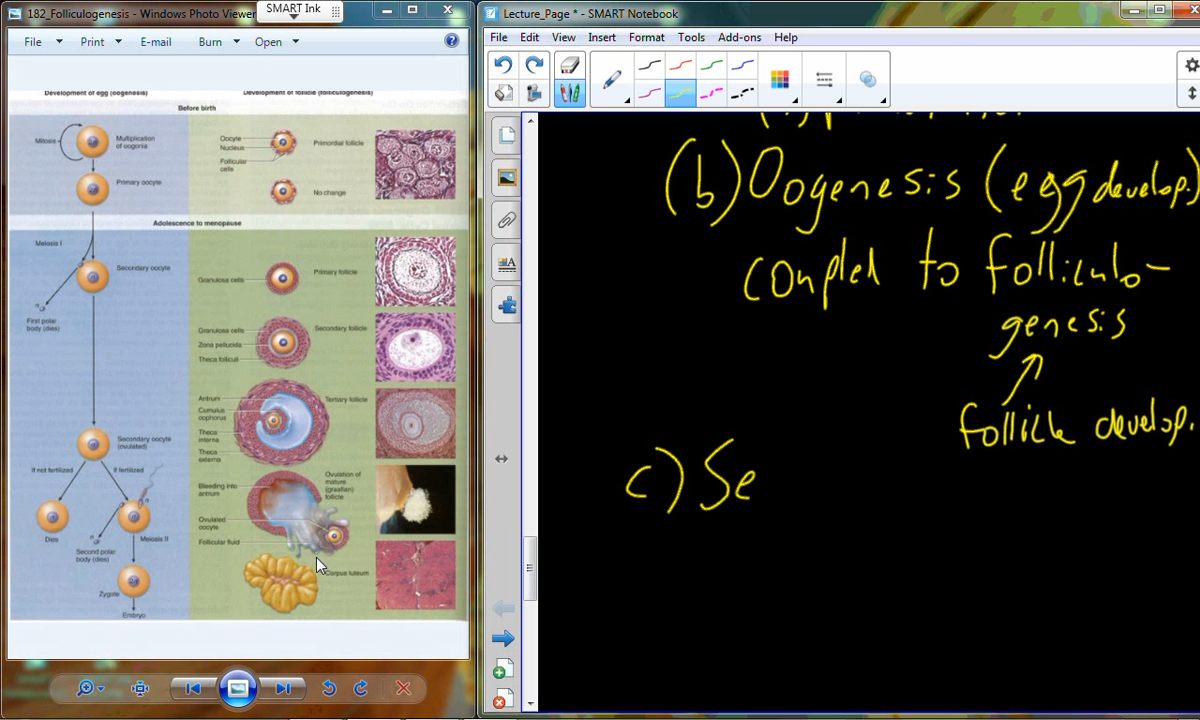 182_Folliculogenesis - Windows Photo Viewer
SMART Ink
File Print E-mail Burn Open
Development of egg (oogenesis)
Development of follicle (folliculogenesis)
Before birth
Mitosis
Multiplication
of oogonia
Primary oocyte
Oocyte
Nucleus
Follicular
cells
Primordial follicle
No change
Adolescence to menopause
Meiosis I
Secondary oocyte
First polar
body (dies)
Granulosa cells
Primary follicle
Granulosa cells
Zona pellucida
Theca folliculi
Secondary follicle
Antrum
Cumulus
oophorus
Theca
interna
Theca
externa
Tertiary follicle
Secondary oocyte
(ovulated)
If not fertilized
If fertilized
Dies
Second polar
body (dies)
Meiosis II
Zygote
Embryo
Bleeding into
antrum
Ovulated
oocyte
Follicular fluid
Ovulation of
mature
(graafian)
follicle
Corpus luteum
Lecture_Page * - SMART Notebook
File Edit View Insert Format Tools Add-ons Help
(b) Oogenesis (egg develop.)
coupled to folliculo-
genesis
follicle develop.
c) Se